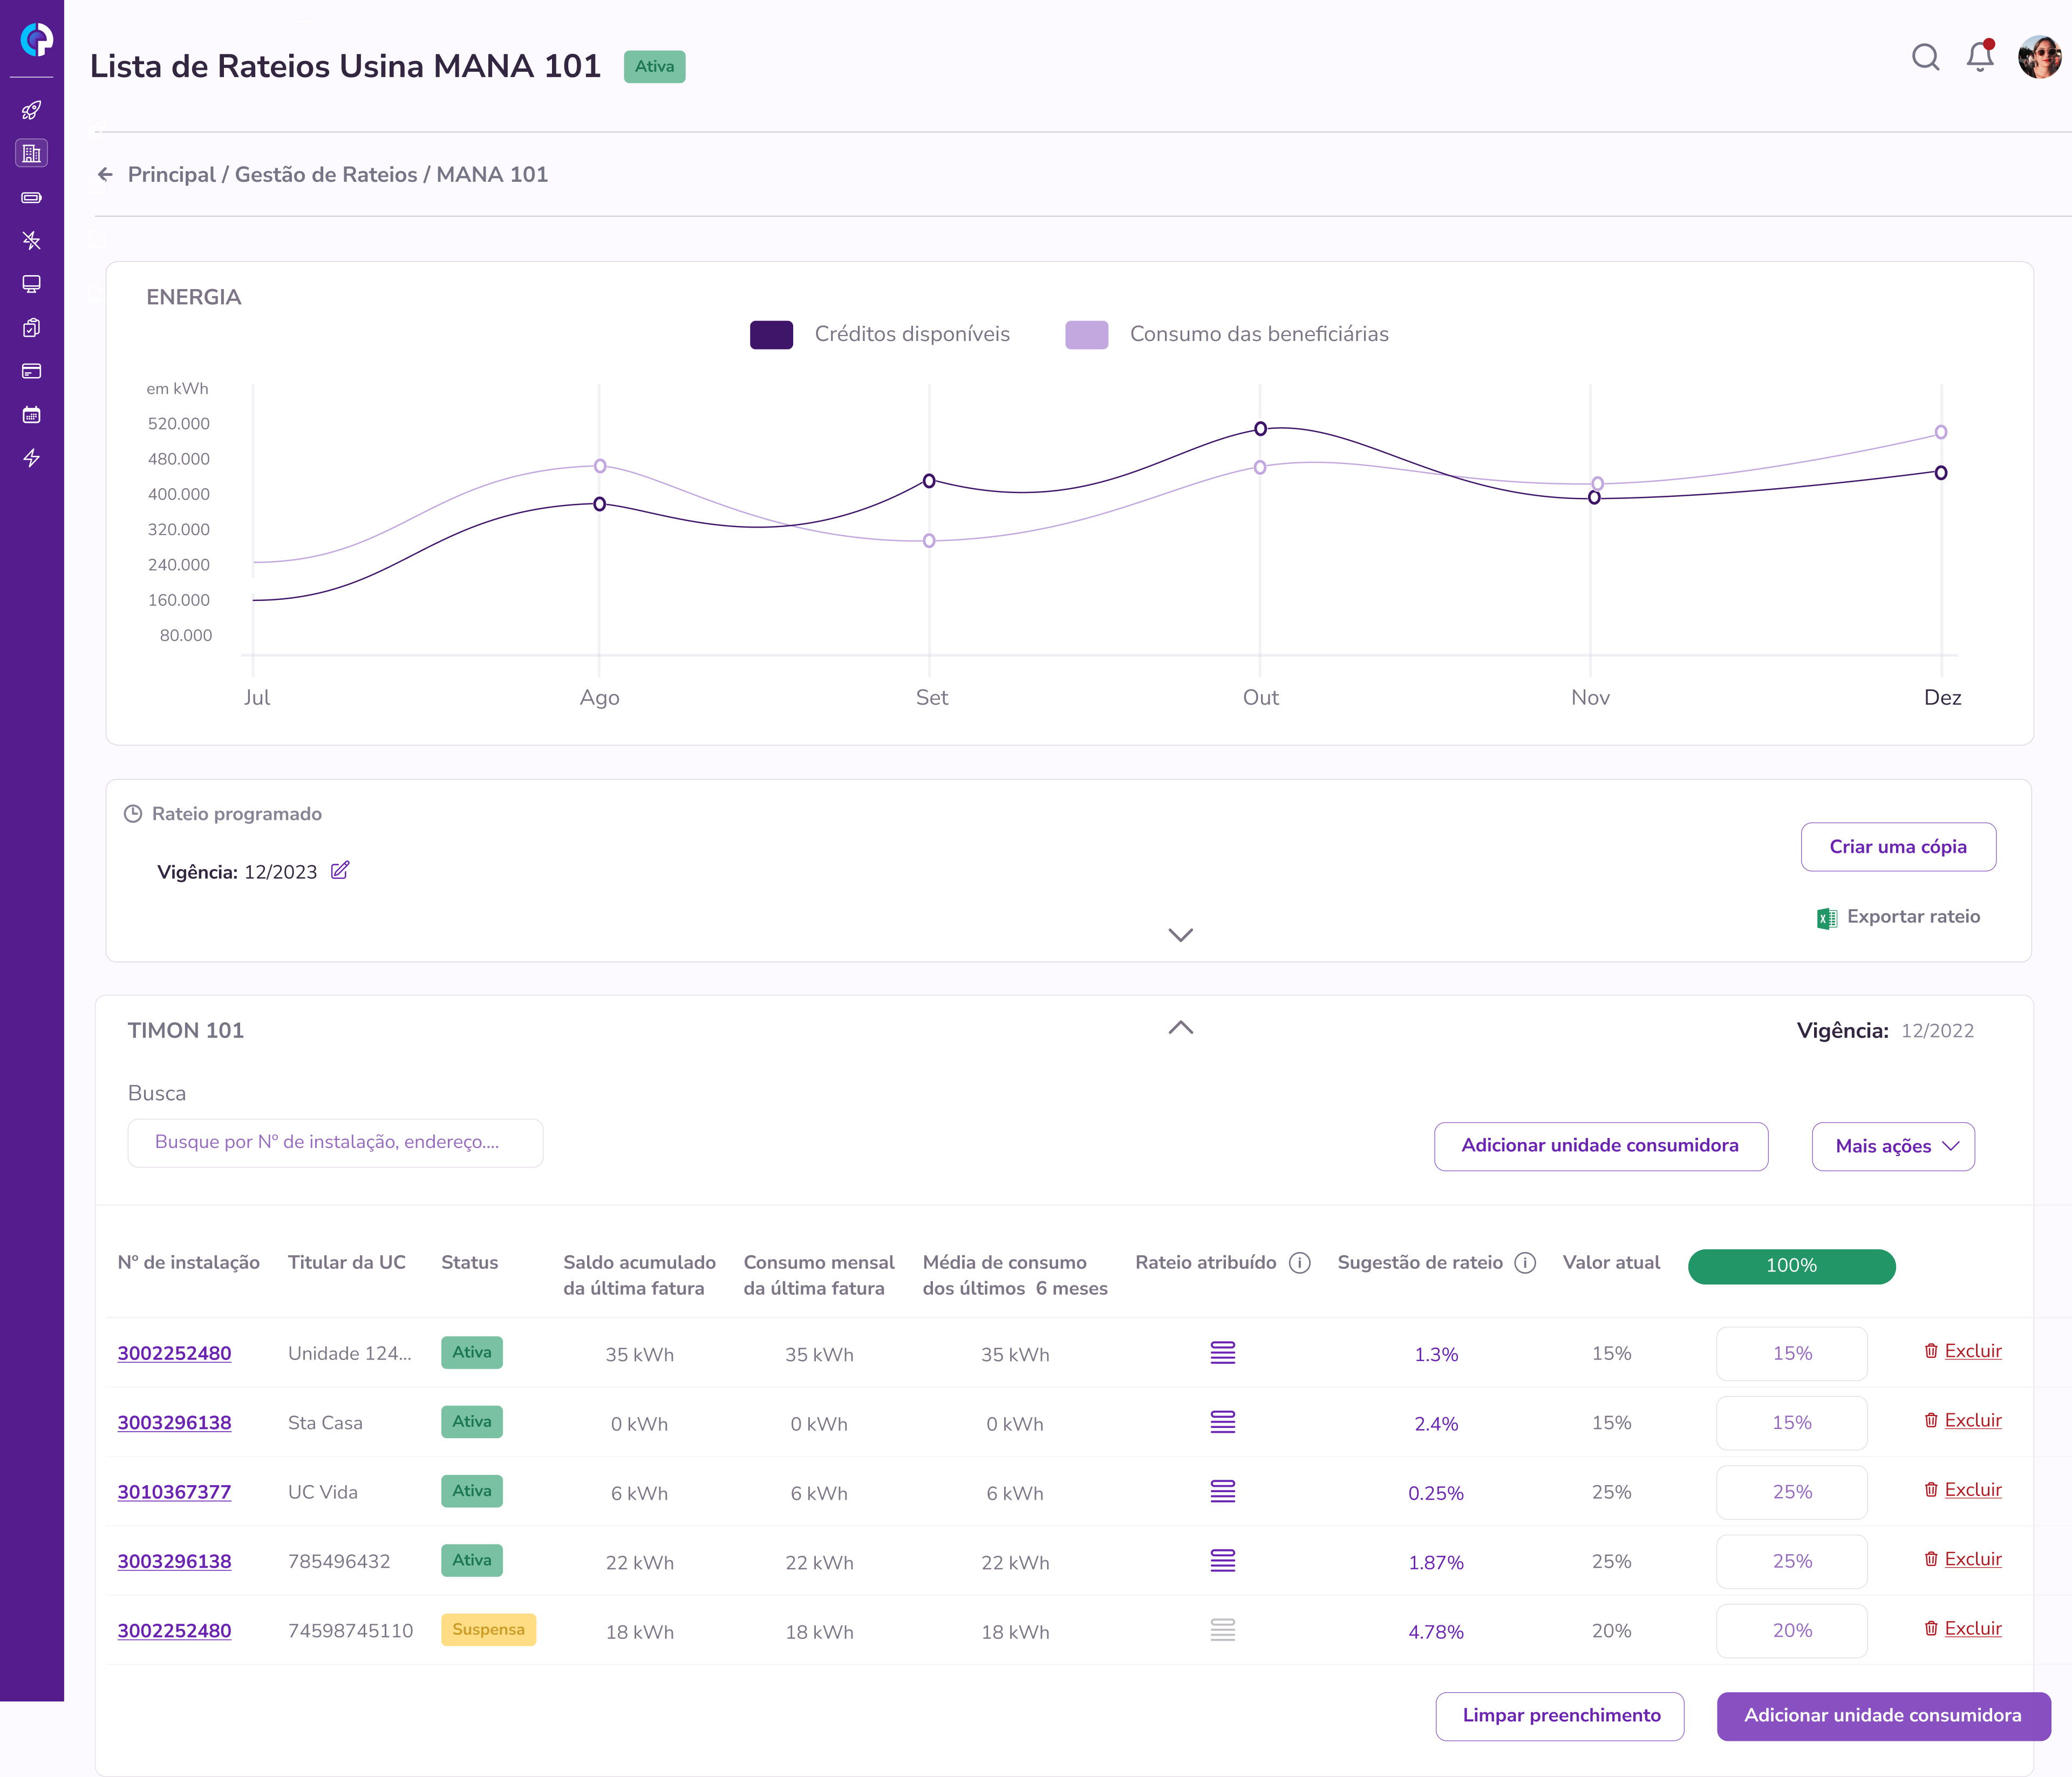 Lista de Rateios Usina MANA 101 Ativa
Principal / Gestão de Rateios / MANA 101
ENERGIA
Créditos disponíveis Consumo das beneficiárias
em kWh
520.000
480.000
400.000
320.000
240.000
160.000
80.000
Jul Ago Set Out Nov Dez
Rateio programado
Criar uma cópia
Vigência: 12/2023
Exportar rateio
TIMON 101 Vigência: 12/2022
Busca
Busque por Nº de instalação, endereço....
Adicionar unidade consumidora Mais ações
Nº de instalação Titular da UC Status Saldo acumulado da última fatura Consumo mensal da última fatura Média de consumo dos últimos 6 meses Rateio atribuído Sugestão de rateio Valor atual 100%
3002252480 Unidade 124... Ativa 35 kWh 35 kWh 35 kWh 1.3% 15% 15% Excluir
3003296138 Sta Casa Ativa 0 kWh 0 kWh 0 kWh 2.4% 15% 15% Excluir
3010367377 UC Vida Ativa 6 kWh 6 kWh 6 kWh 0.25% 25% 25% Excluir
3003296138 785496432 Ativa 22 kWh 22 kWh 22 kWh 1.87% 25% 25% Excluir
3002252480 74598745110 Suspensa 18 kWh 18 kWh 18 kWh 4.78% 20% 20% Excluir
Limpar preenchimento Adicionar unidade consumidora